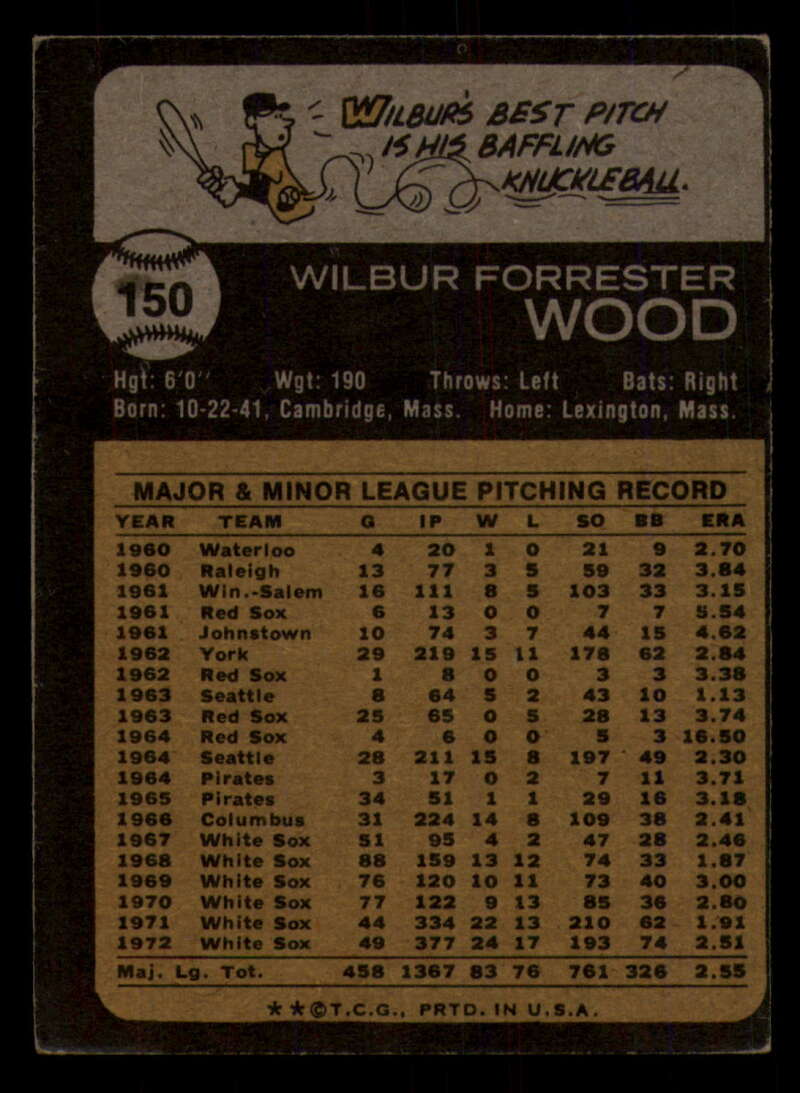 WILBUR'S BEST PITCH
IS HIS BAFFLING
KNUCKLEBALL.
150
WILBUR FORRESTER
WOOD
Hgt: 6'0" Wgt: 190 Throws: Left Bats: Right
Born: 10-22-41, Cambridge, Mass. Home: Lexington, Mass.
MAJOR & MINOR LEAGUE PITCHING RECORD
YEAR TEAM G IP W L SO BB ERA
1960 Waterloo 4 20 1 0 21 9 2.70
1960 Raleigh 13 77 3 5 59 32 3.84
1961 Win.-Salem 16 111 8 5 103 33 3.15
1961 Red Sox 6 13 0 0 7 7 5.54
1961 Johnstown 10 74 3 7 44 15 4.62
1962 York 29 219 15 11 178 62 2.84
1962 Red Sox 1 8 0 0 3 3 3.38
1963 Seattle 8 64 5 2 43 10 1.13
1963 Red Sox 25 65 0 5 28 13 3.74
1964 Red Sox 4 6 0 0 5 3 16.50
1964 Seattle 28 211 15 8 197 49 2.30
1964 Pirates 3 17 0 2 7 11 3.71
1965 Pirates 34 51 1 1 29 16 3.18
1966 Columbus 31 224 14 8 109 38 2.41
1967 White Sox 51 95 4 2 47 28 2.46
1968 White Sox 88 159 13 12 74 33 1.87
1969 White Sox 76 120 10 11 73 40 3.00
1970 White Sox 77 122 9 13 85 36 2.80
1971 White Sox 44 334 22 13 210 62 1.91
1972 White Sox 49 377 24 17 193 74 2.51
Maj. Lg. Tot. 458 1367 83 76 761 326 2.55
**©T.C.G., PRTD. IN U.S.A.